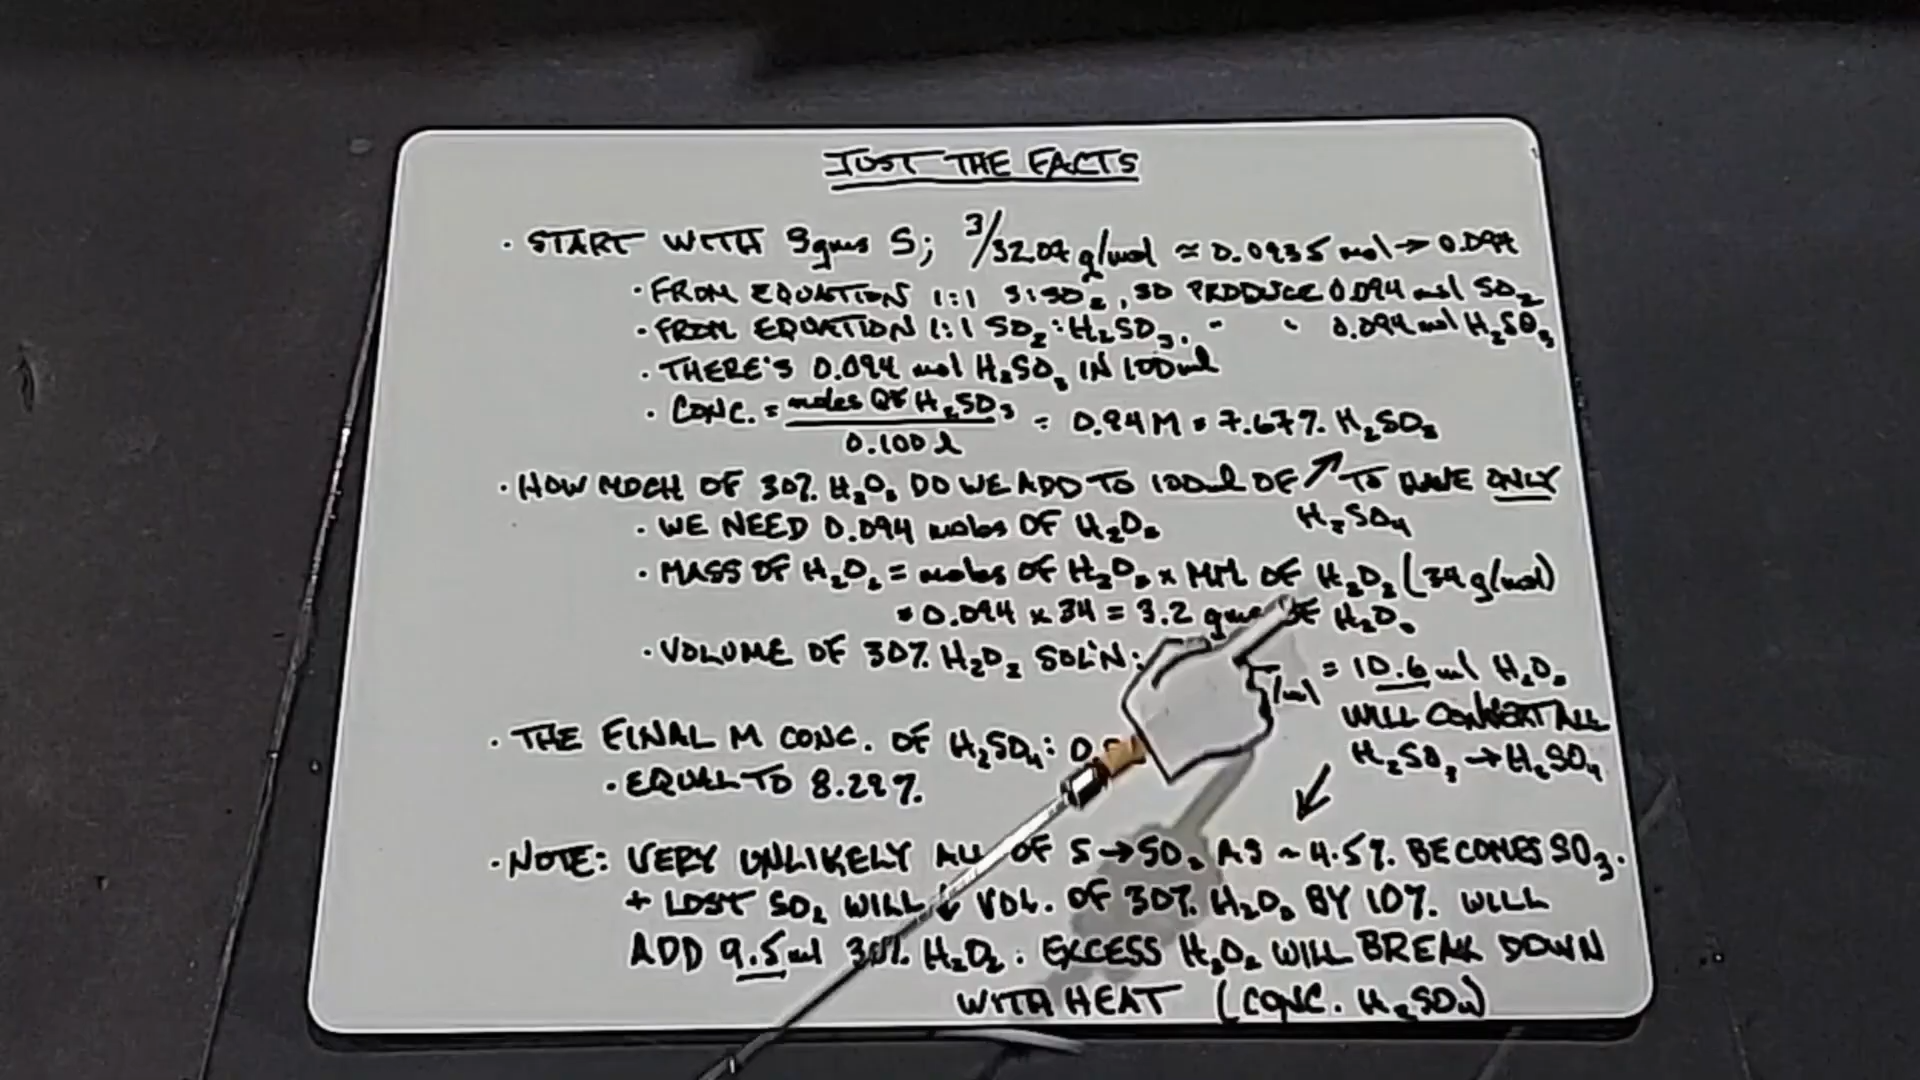 JUST THE FACTS
· START WITH 3gms S; 3/32.07 g/mol ≈ 0.0935 mol → 0.094
· FROM EQUATION 1:1 S:SO₂, SO PRODUCE 0.094 mol SO₂
· FROM EQUATION 1:1 SO₂:H₂SO₃, " " 0.094 mol H₂SO₃
· THERE'S 0.094 mol H₂SO₃ IN 100ml
· CONC. = moles OF H₂SO₃ / 0.100 l = 0.94M = 7.67% H₂SO₃
· HOW MUCH OF 30% H₂O₂ DO WE ADD TO 100ml OF ↗ TO HAVE ONLY
H₂SO₄
· WE NEED 0.094 moles OF H₂O₂
· MASS OF H₂O₂ = moles OF H₂O₂ x MM OF H₂O₂ (34 g/mol)
= 0.094 x 34 = 3.2 gms OF H₂O₂
· VOLUME OF 30% H₂O₂ SOL'N: /ml = 10.6 ml H₂O₂
WILL CONVERT ALL
H₂SO₃ → H₂SO₄
· THE FINAL M CONC. OF H₂SO₄:
· EQUAL TO 8.29%
· NOTE: VERY UNLIKELY ALL OF S → SO₂ AS ~ 4.5% BECOMES SO₃.
+ LOST SO₂ WILL ↓ VOL. OF 30% H₂O₂ BY 10%. WILL
ADD 9.5ml 30% H₂O₂. EXCESS H₂O₂ WILL BREAK DOWN
WITH HEAT (CONC. H₂SO₄)